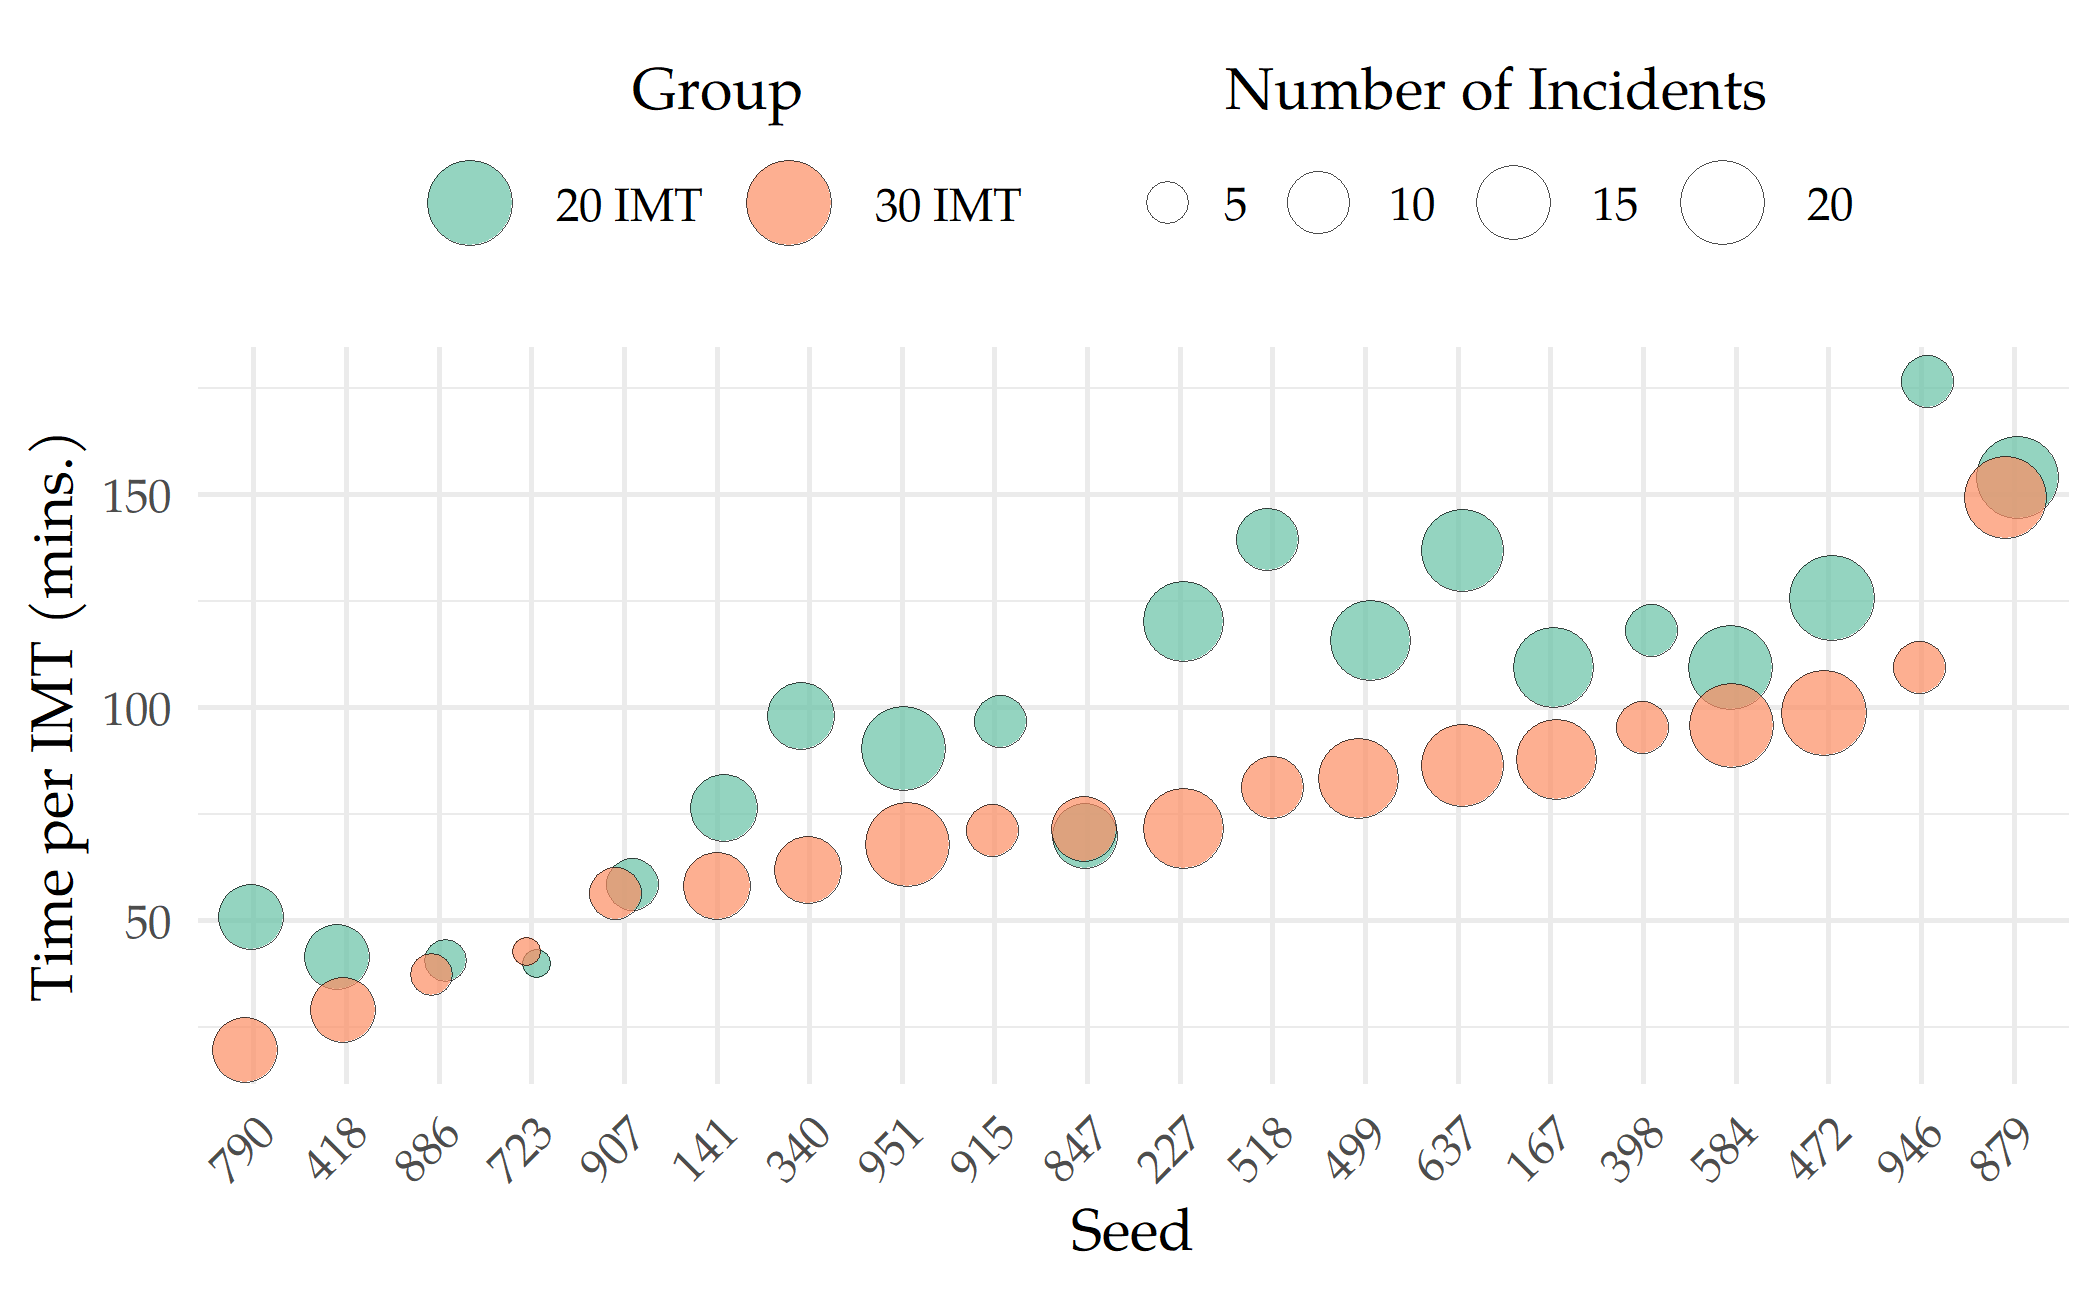 Group
Number of Incidents
20 IMT 30 IMT 5 10 15 20
Time per IMT (mins.)
150
100
50
790 418 886 723 907 141 340 951 915 847 227 518 499 637 167 398 584 472 946 879
Seed